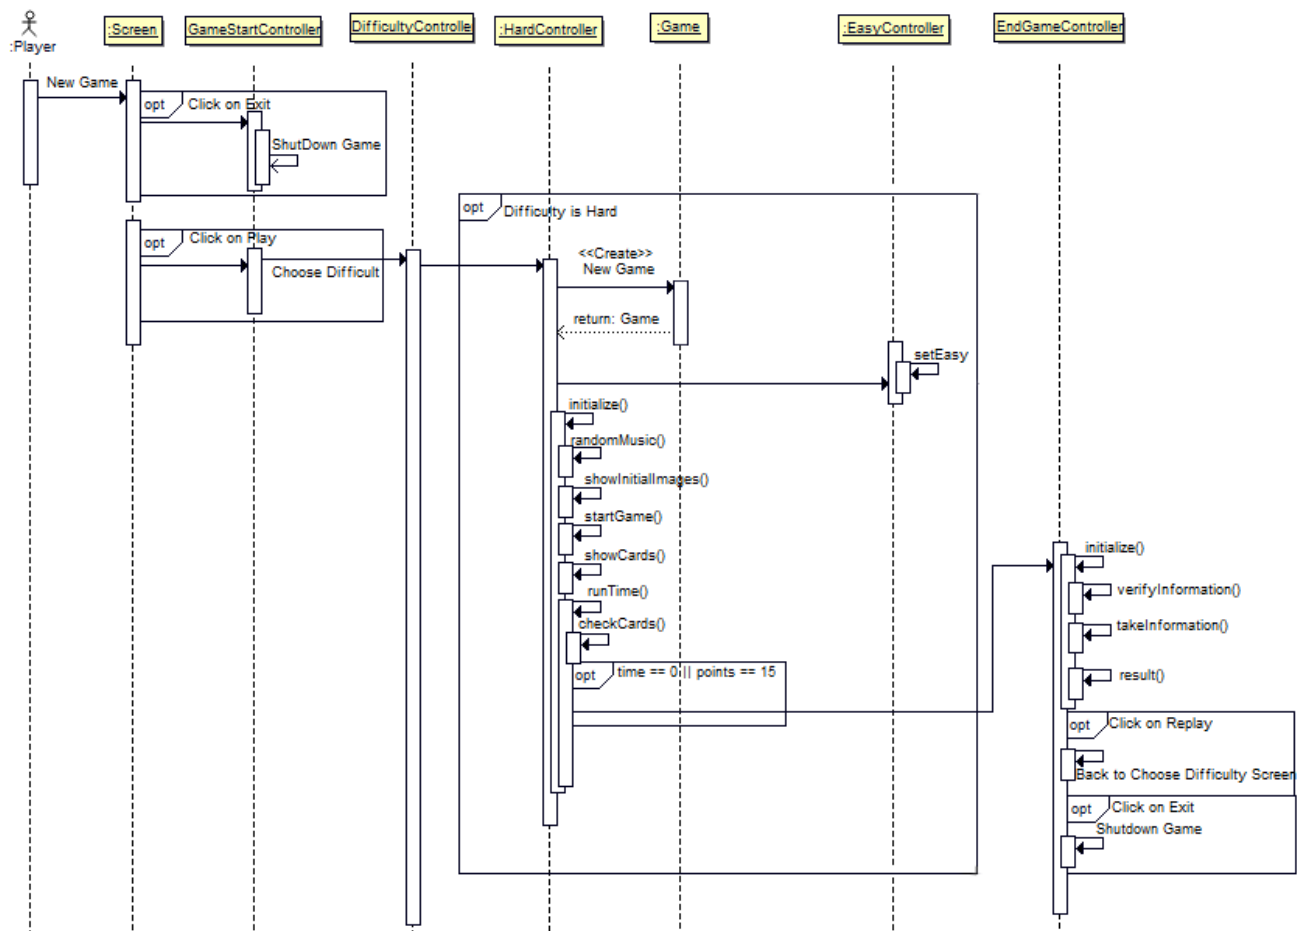 :Player
:Screen
GameStartController
DifficultyControlle
:HardController
:Game
:EasyController
EndGameController
New Game
opt
Click on Exit
ShutDown Game
opt
Difficulty is Hard
opt
Click on Play
Choose Difficult
<<Create>>
New Game
return: Game
setEasy
initialize()
randomMusic()
showInitialImages()
startGame()
showCards()
runTime()
checkCards()
opt
time == 0 || points == 15
initialize()
verifyInformation()
takeInformation()
result()
opt
Click on Replay
Back to Choose Difficulty Screen
opt
Click on Exit
Shutdown Game